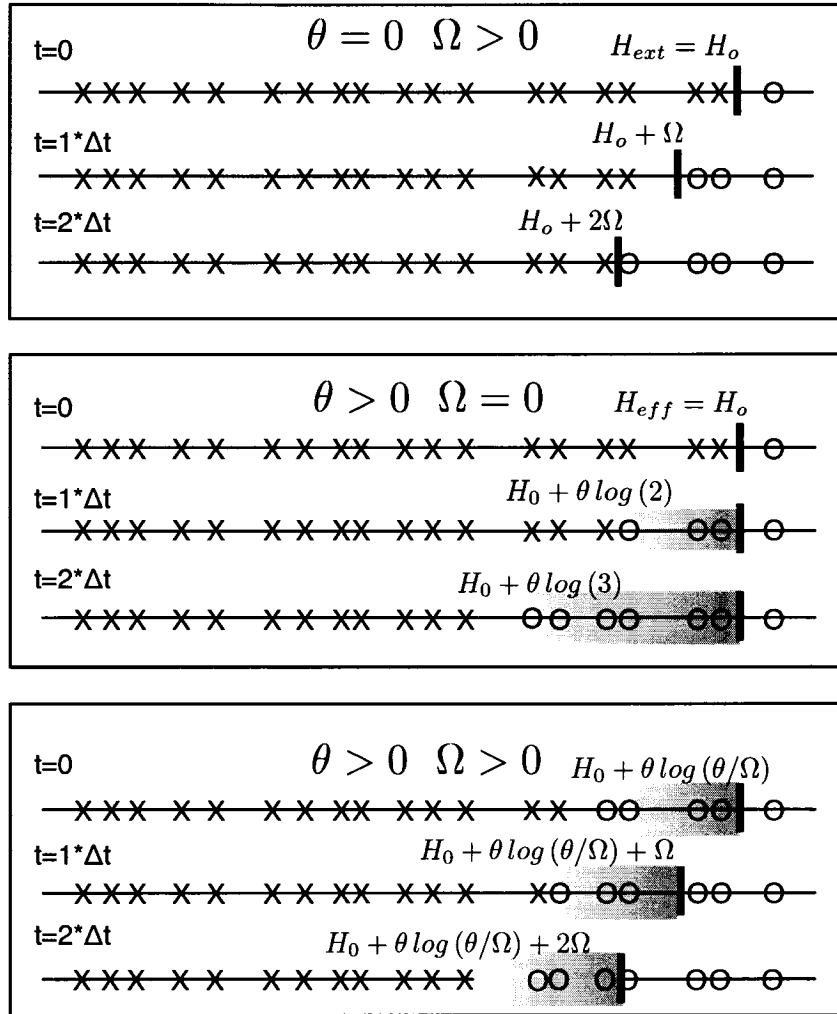 t=0
θ = 0 Ω > 0
H_ext = H_o
t=1*Δt
H_o + Ω
t=2*Δt
H_o + 2Ω
t=0
θ > 0 Ω = 0
H_eff = H_o
t=1*Δt
H_0 + θ log (2)
t=2*Δt
H_0 + θ log (3)
t=0
θ > 0 Ω > 0
H_0 + θ log (θ/Ω)
t=1*Δt
H_0 + θ log (θ/Ω) + Ω
t=2*Δt
H_0 + θ log (θ/Ω) + 2Ω